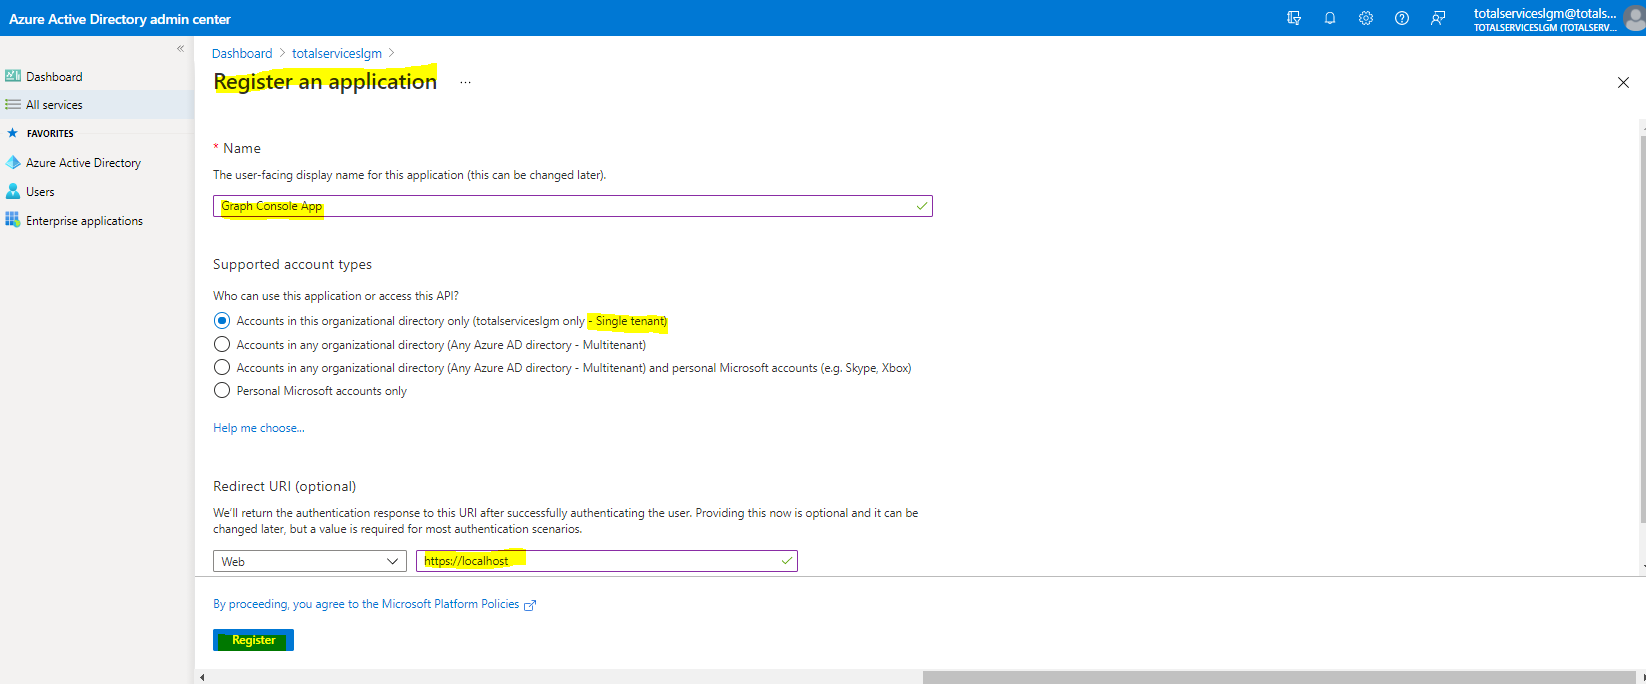 Azure Active Directory admin center
totalserviceslgm@totals...
TOTALSERVICESLGM (TOTALSERV...
«
Dashboard
All services
FAVORITES
Azure Active Directory
Users
Enterprise applications
Dashboard > totalserviceslgm >
Register an application ...
* Name
The user-facing display name for this application (this can be changed later).
Graph Console App
Supported account types
Who can use this application or access this API?
Accounts in this organizational directory only (totalserviceslgm only - Single tenant)
Accounts in any organizational directory (Any Azure AD directory - Multitenant)
Accounts in any organizational directory (Any Azure AD directory - Multitenant) and personal Microsoft accounts (e.g. Skype, Xbox)
Personal Microsoft accounts only
Help me choose...
Redirect URI (optional)
We'll return the authentication response to this URI after successfully authenticating the user. Providing this now is optional and it can be
changed later, but a value is required for most authentication scenarios.
Web
https://localhost
By proceeding, you agree to the Microsoft Platform Policies
Register